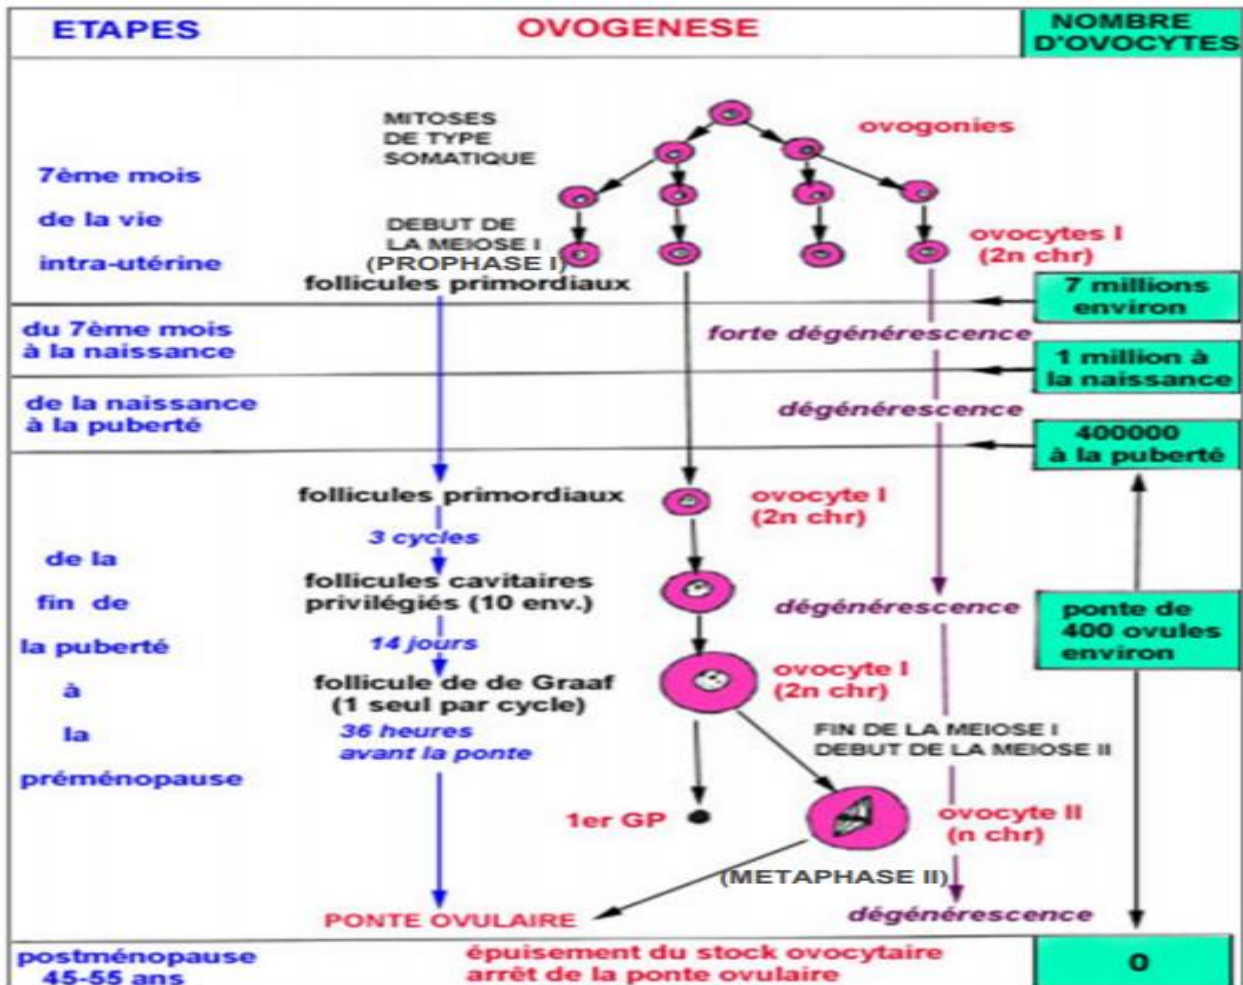 ETAPES
OVOGENESE
NOMBRE
D'OVOCYTES
7ème mois
de la vie
intra-utérine
MITOSES
DE TYPE
SOMATIQUE
ovogonies
DEBUT DE
LA MEIOSE I
(PROPHASE I)
follicules primordiaux
ovocytes I
(2n chr)
7 millions
environ
du 7ème mois
à la naissance
forte dégénérescence
1 million à
la naissance
de la naissance
à la puberté
dégénérescence
400000
à la puberté
de la
fin de
la puberté
à
la
préménopause
follicules primordiaux
3 cycles
follicules cavitaires
privilégiés (10 env.)
14 jours
follicule de de Graaf
(1 seul par cycle)
36 heures
avant la ponte
ovocyte I
(2n chr)
dégénérescence
ovocyte I
(2n chr)
FIN DE LA MEIOSE I
DEBUT DE LA MEIOSE II
1er GP
ovocyte II
(n chr)
(METAPHASE II)
PONTE OVULAIRE
dégénérescence
ponte de
400 ovules
environ
postménopause
45-55 ans
épuisement du stock ovocytaire
arrêt de la ponte ovulaire
0